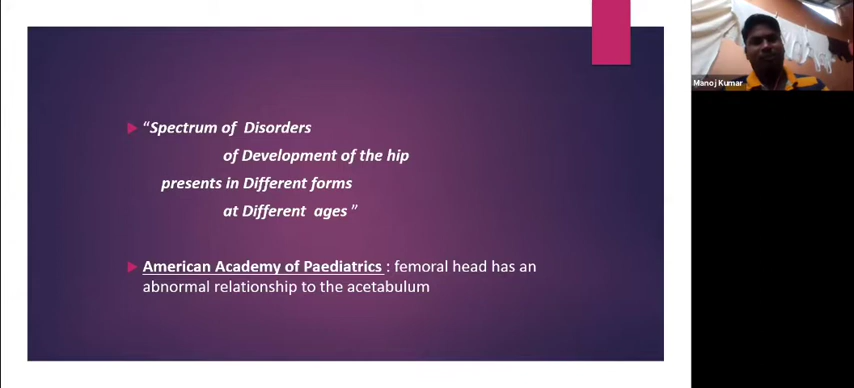 “Spectrum of Disorders
of Development of the hip
presents in Different forms
at Different ages ”
American Academy of Paediatrics : femoral head has an
abnormal relationship to the acetabulum
Manoj Kumar